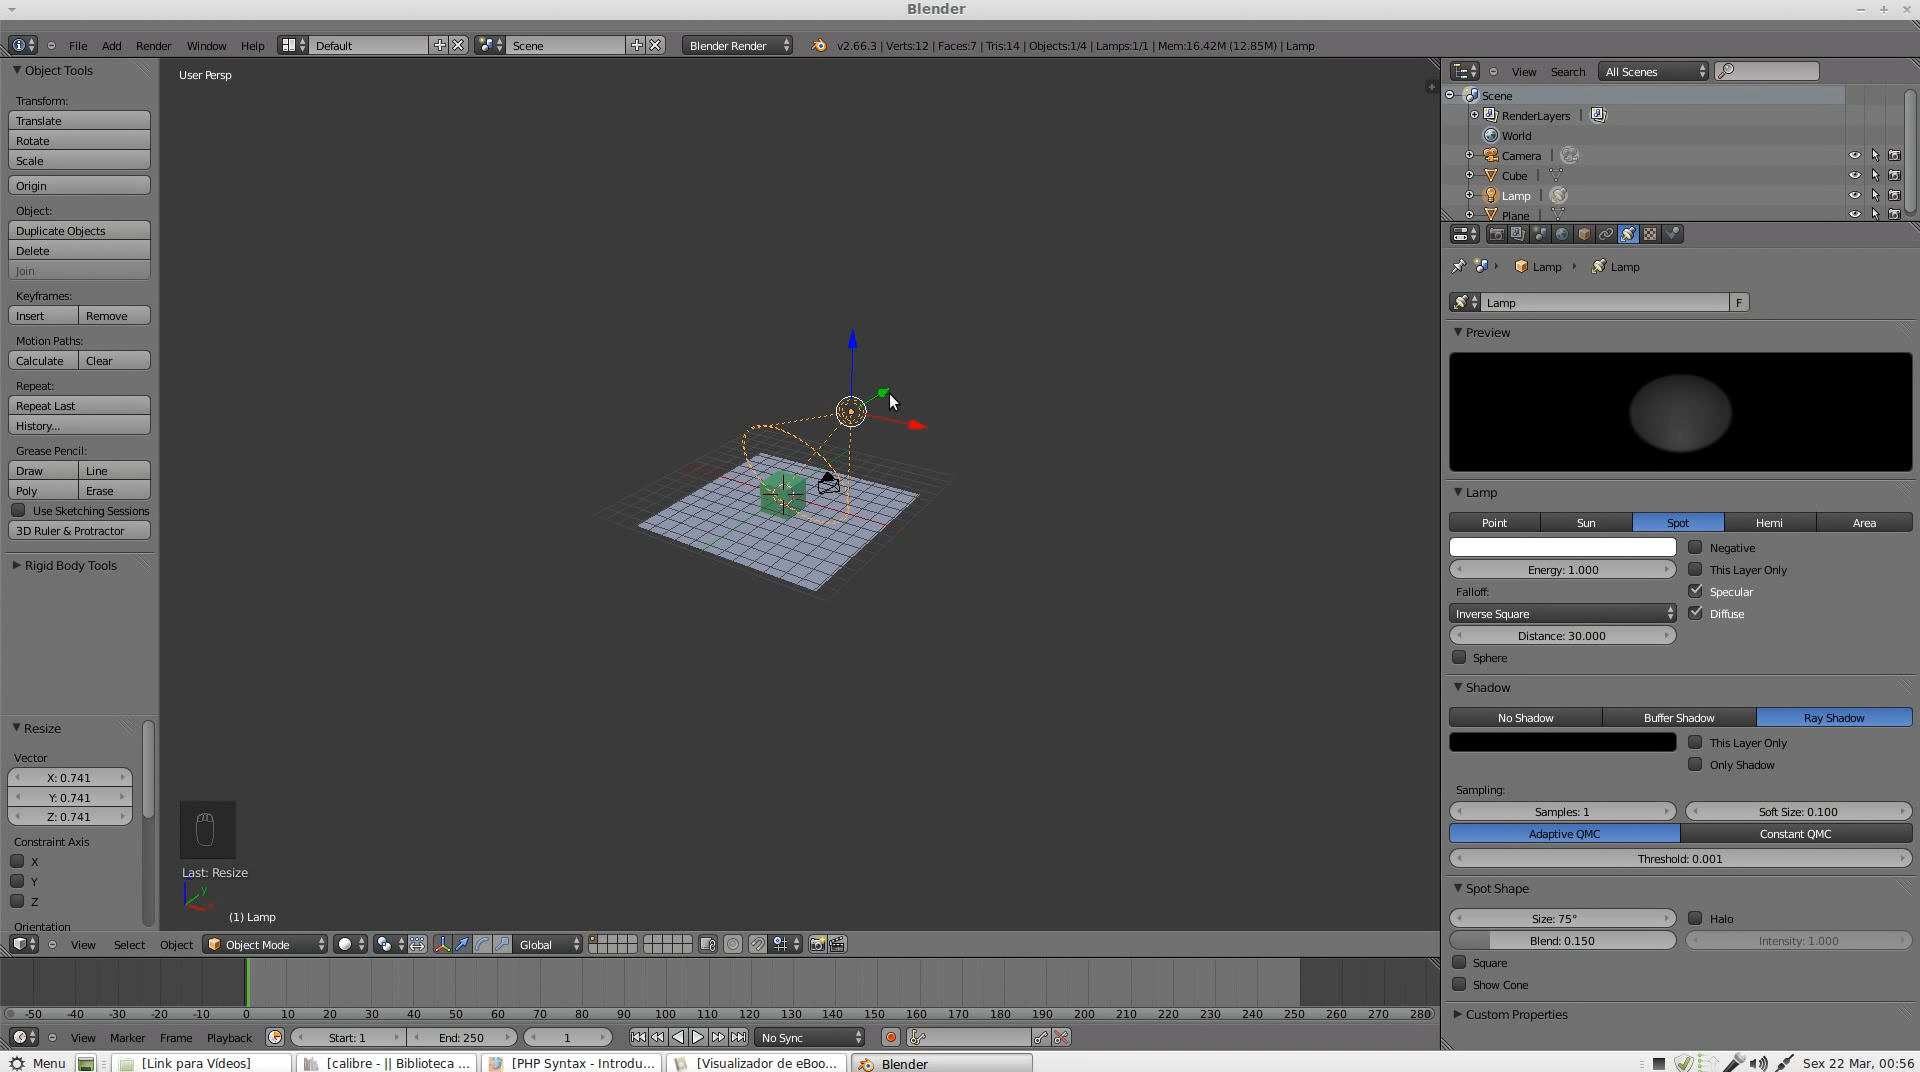 Blender
File Add Render Window Help Default Scene Blender Render v2.66.3 | Verts:12 | Faces:7 | Tris:14 | Objects:1/4 | Lamps:1/1 | Mem:16.42M (12.85M) | Lamp
Object Tools
Transform:
Translate
Rotate
Scale
Origin
Object:
Duplicate Objects
Delete
Join
Keyframes:
Insert Remove
Motion Paths:
Calculate Clear
Repeat:
Repeat Last
History...
Grease Pencil:
Draw Line
Poly Erase
Use Sketching Sessions
3D Ruler & Protractor
Rigid Body Tools
Resize
Vector
X: 0.741
Y: 0.741
Z: 0.741
Constraint Axis
X
Y
Z
Orientation
User Persp
Last: Resize
y
(1) Lamp
View Select Object Object Mode Global
-50 -40 -30 -20 -10 0 10 20 30 40 50 60 70 80 90 100 110 120 130 140 150 160 170 180 190 200 210 220 230 240 250 260 270 280
View Marker Frame Playback Start: 1 End: 250 1 No Sync
View Search All Scenes
Scene
RenderLayers |
World
Camera |
Cube |
Lamp |
Plane |
Lamp Lamp
Lamp F
Preview
Lamp
Point Sun Spot Hemi Area
Negative
Energy: 1.000 This Layer Only
Falloff: Specular
Inverse Square Diffuse
Distance: 30.000
Sphere
Shadow
No Shadow Buffer Shadow Ray Shadow
This Layer Only
Only Shadow
Sampling:
Samples: 1 Soft Size: 0.100
Adaptive QMC Constant QMC
Threshold: 0.001
Spot Shape
Size: 75° Halo
Blend: 0.150 Intensity: 1.000
Square
Show Cone
Custom Properties
Menu [Link para Vídeos] [calibre - || Biblioteca ... [PHP Syntax - Introdu... [Visualizador de eBoo... Blender Sex 22 Mar, 00:56